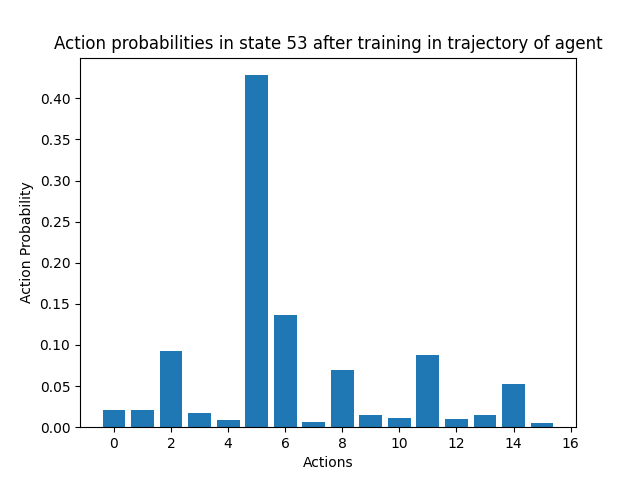 Action probabilities in state 53 after training in trajectory of agent
0.40
0.35
0.30
0.25
0.20
0.15
0.10
0.05
0.00
Action Probability
0 2 4 6 8 10 12 14 16
Actions